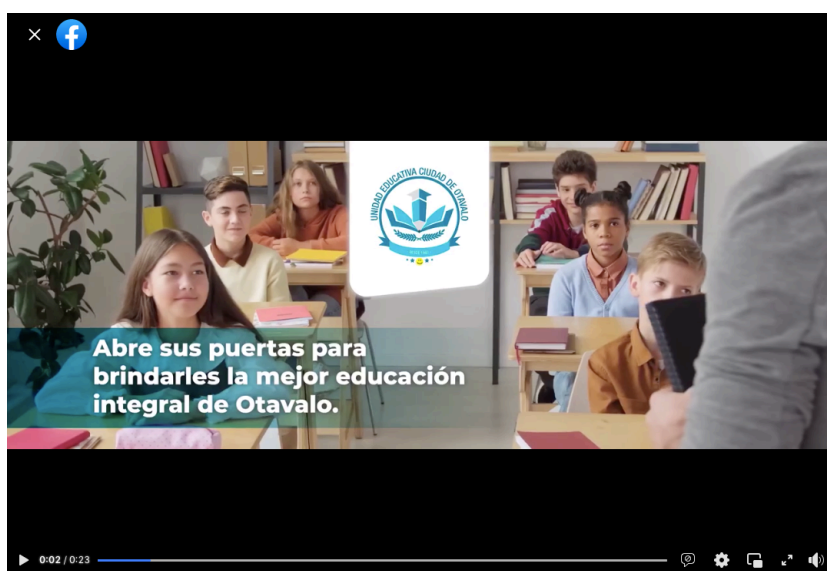 UNIDAD EDUCATIVA CIUDAD DE OTAVALO
Abre sus puertas para
brindarles la mejor educación
integral de Otavalo.
0:02 / 0:23